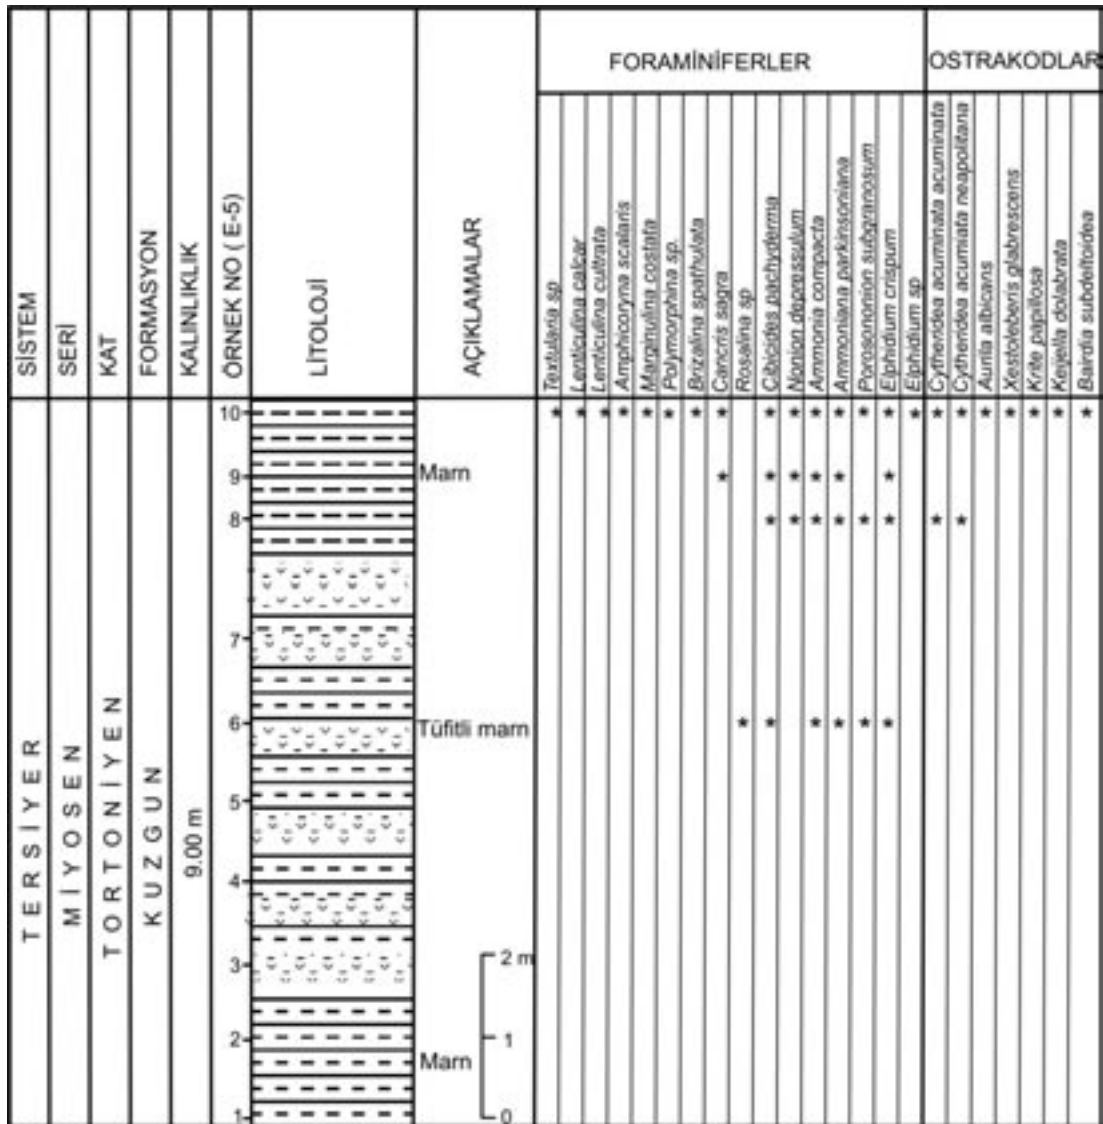 FORAMİNİFERLER
OSTRAKODLAR
SİSTEM
SERİ
KAT
FORMASYON
KALINLIKLIK
ÖRNEK NO ( E-5)
LİTOLOJİ
AÇIKLAMALAR
Textularia sp
Lenticulina calcar
Lenticulina cultrata
Amphicoryna scalaris
Marginulina costata
Polymorphina sp.
Brizalina spathulata
Cancris sagra
Rosalina sp
Cibicides pachyderma
Nonion depressulum
Ammonia compacta
Ammoniana parkinsoniana
Porosononion subgranosum
Elphidium crispum
Elphidium sp
Cytheridea acuminata acuminata
Cytheridea acumiata neapolitana
Aurila albicans
Xestoleberis glabrescens
Krite papillosa
Keijella dolabrata
Bairdia subdeltoidea
TERSİYER
MİYOSEN
TORTONİYEN
KUZGUN
9.00 m
10
9
Marn
8
7
6
Tüfitli marn
5
4
3
2 m
2
1
Marn
1
0